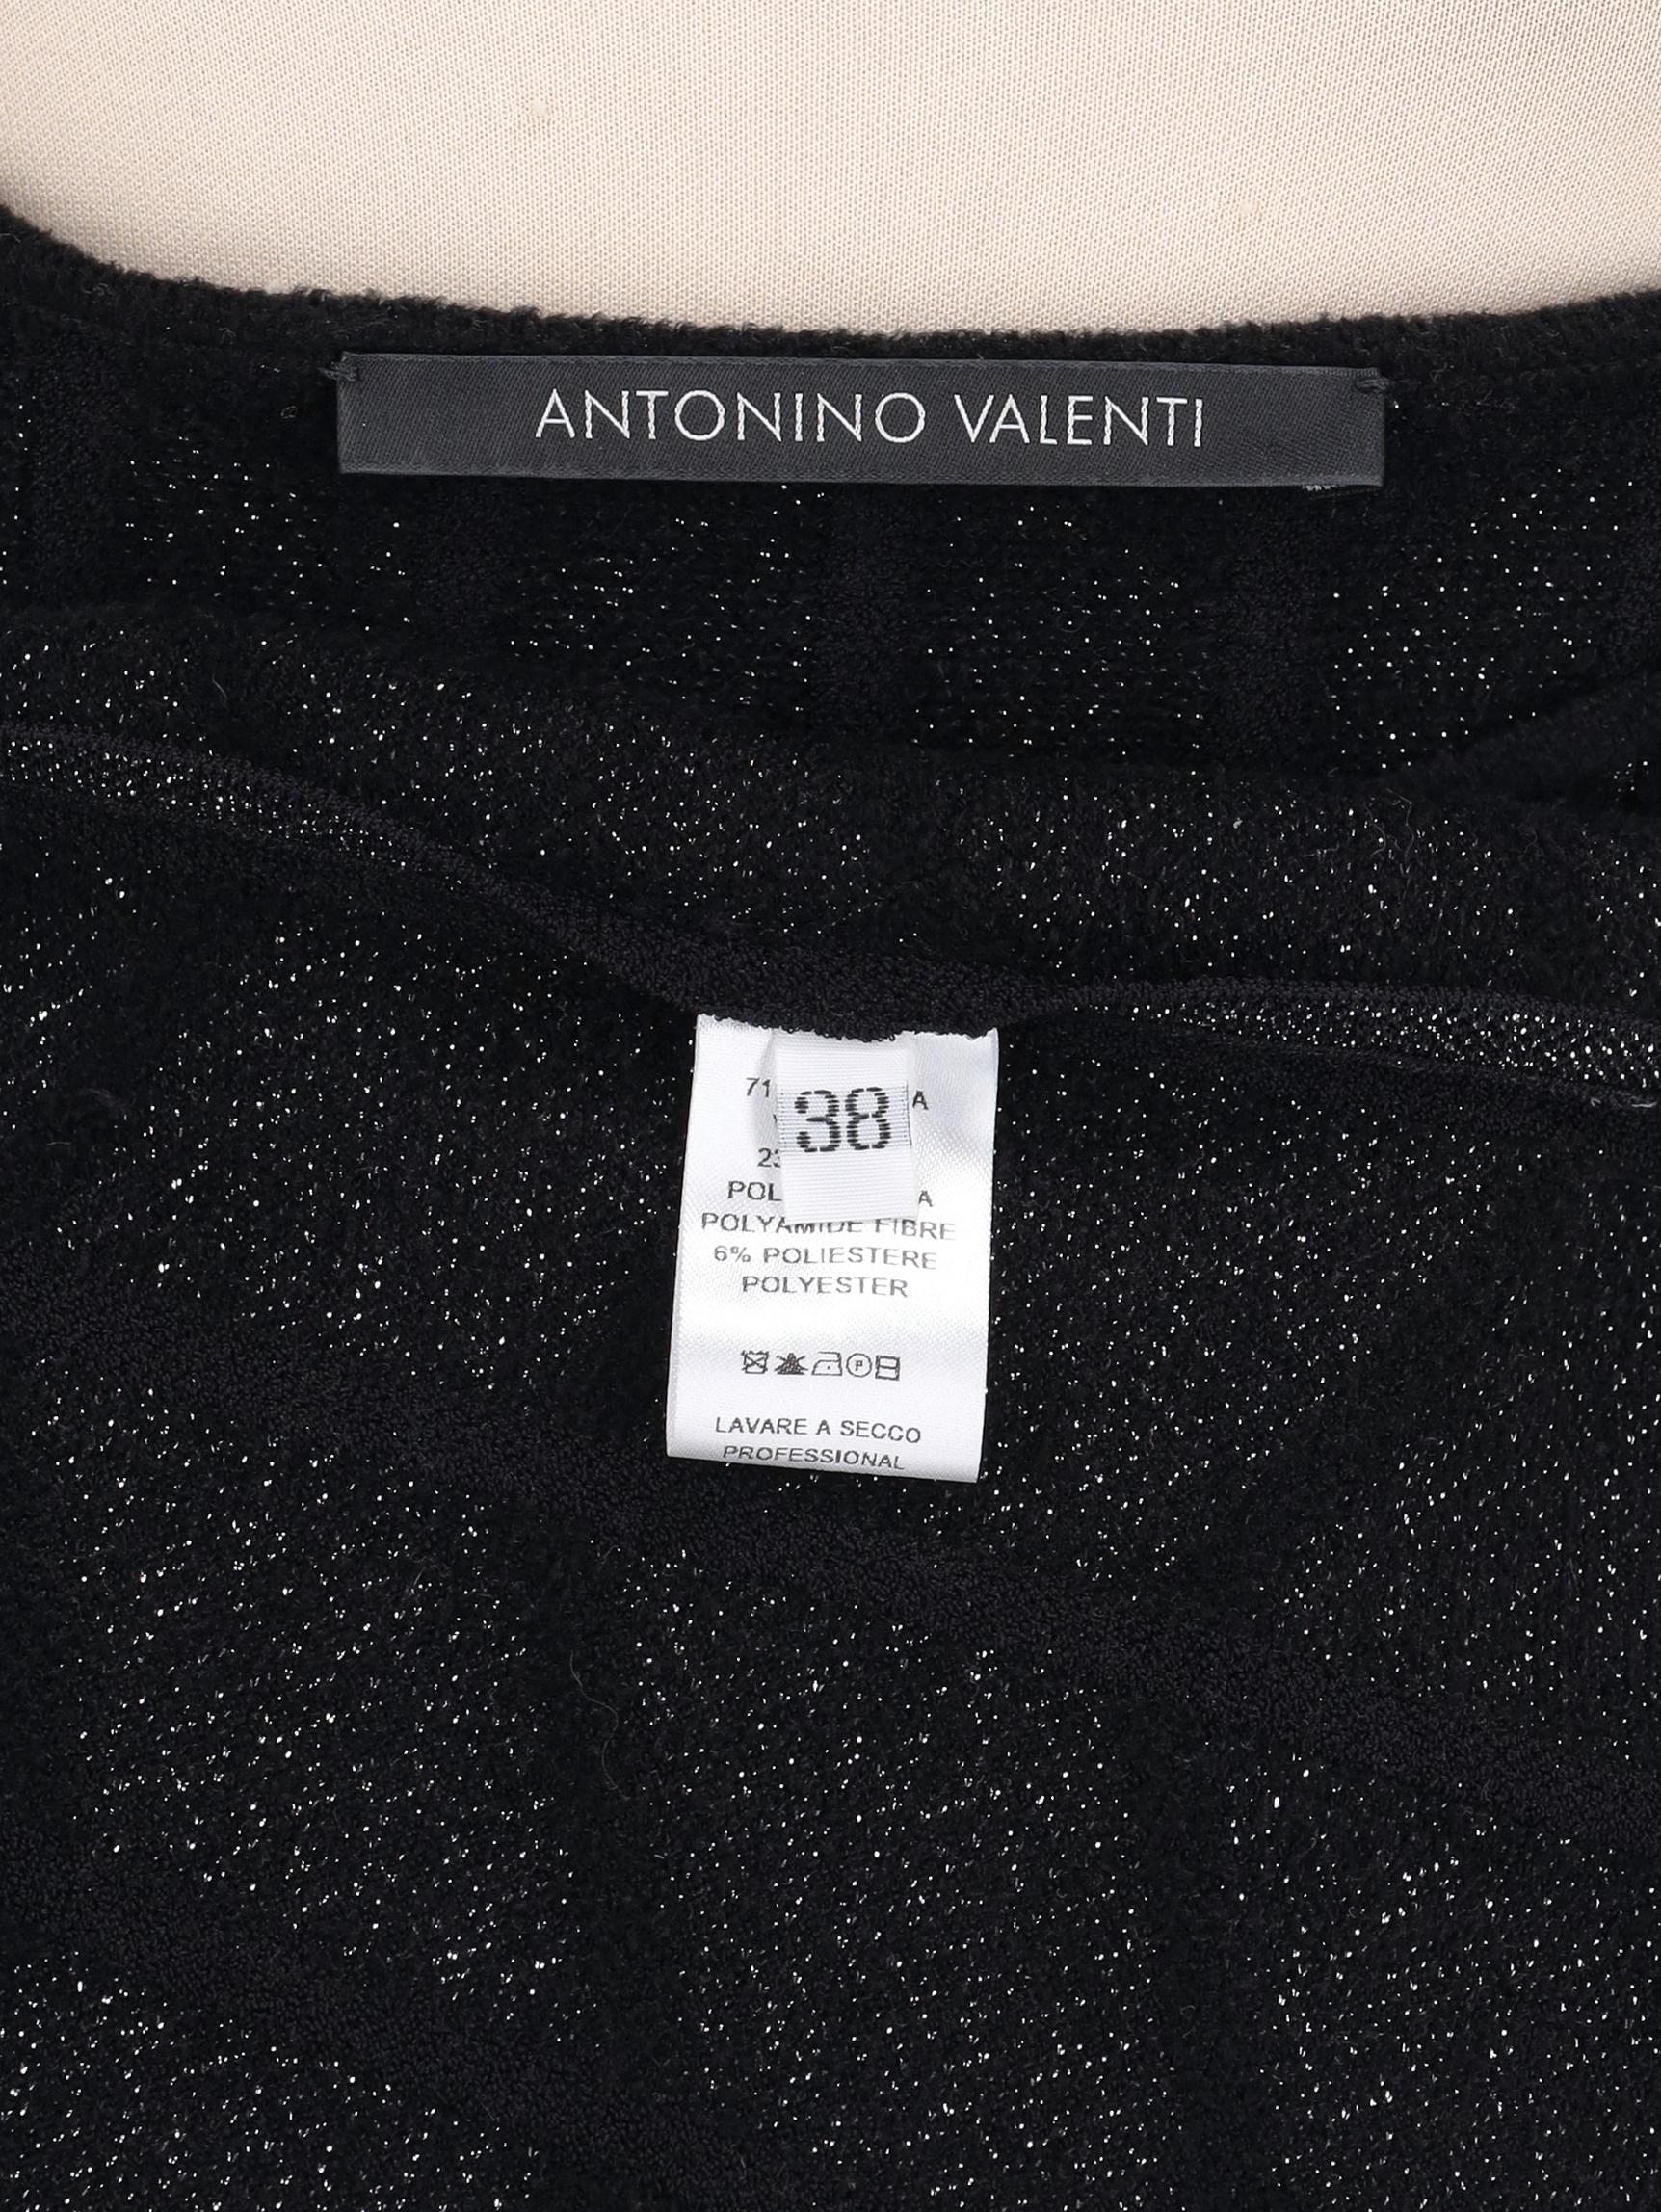 ANTONINO VALENTI
38
POLYAMIDE FIBRE
6% POLIESTERE
POLYESTER
LAVARE A SECCO
PROFESSIONAL